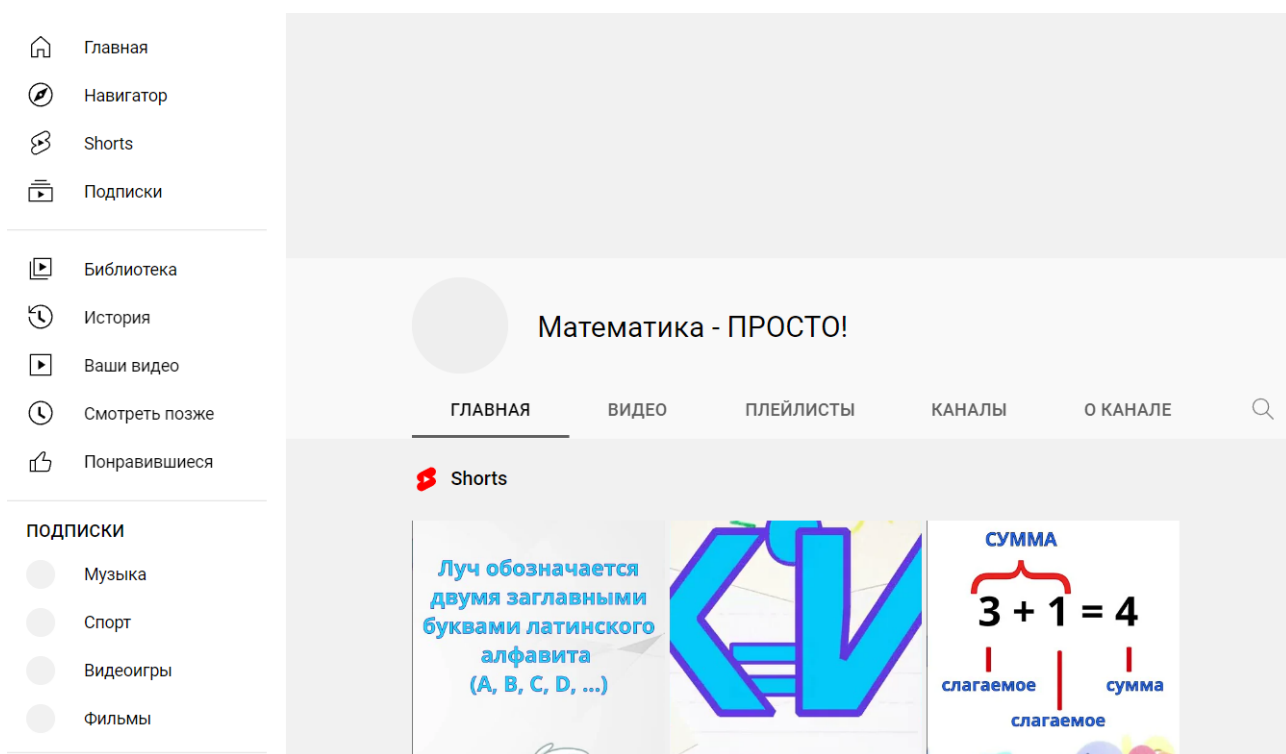 Главная
Навигатор
Shorts
Подписки
Библиотека
История
Ваши видео
Смотреть позже
Понравившиеся
ПОДПИСКИ
Музыка
Спорт
Видеоигры
Фильмы
Математика - ПРОСТО!
ГЛАВНАЯ ВИДЕО ПЛЕЙЛИСТЫ КАНАЛЫ О КАНАЛЕ
Shorts
Луч обозначается
двумя заглавными
буквами латинского
алфавита
(A, B, C, D, ...)
СУММА
3 + 1 = 4
слагаемое сумма
слагаемое